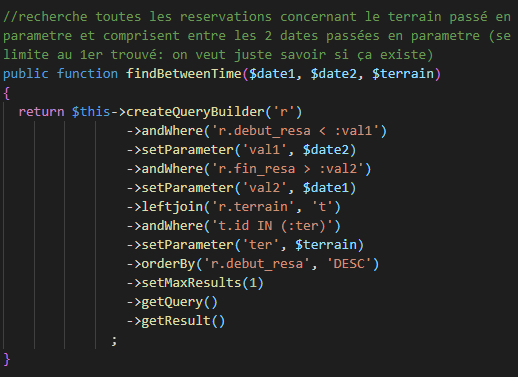 //recherche toutes les reservations concernant le terrain passé en
parametre et comprisent entre les 2 dates passées en parametre (se
limite au 1er trouvé: on veut juste savoir si ça existe)
public function findBetweenTime($date1, $date2, $terrain)
{
  return $this->createQueryBuilder('r')
              ->andWhere('r.debut_resa < :val1')
              ->setParameter('val1', $date2)
              ->andWhere('r.fin_resa > :val2')
              ->setParameter('val2', $date1)
              ->leftjoin('r.terrain', 't')
              ->andWhere('t.id IN (:ter)')
              ->setParameter('ter', $terrain)
              ->orderBy('r.debut_resa', 'DESC')
              ->setMaxResults(1)
              ->getQuery()
              ->getResult()
            ;
}